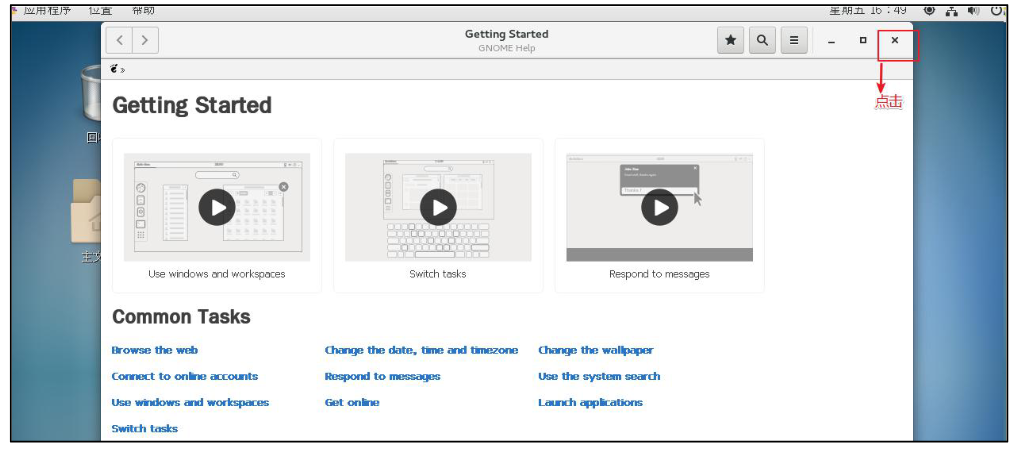 应用程序 位置 帮助 星期五 16:49
Getting Started
GNOME Help
点击
Getting Started
Use windows and workspaces Switch tasks Respond to messages
Common Tasks
Browse the web Change the date, time and timezone Change the wallpaper
Connect to online accounts Respond to messages Use the system search
Use windows and workspaces Get online Launch applications
Switch tasks